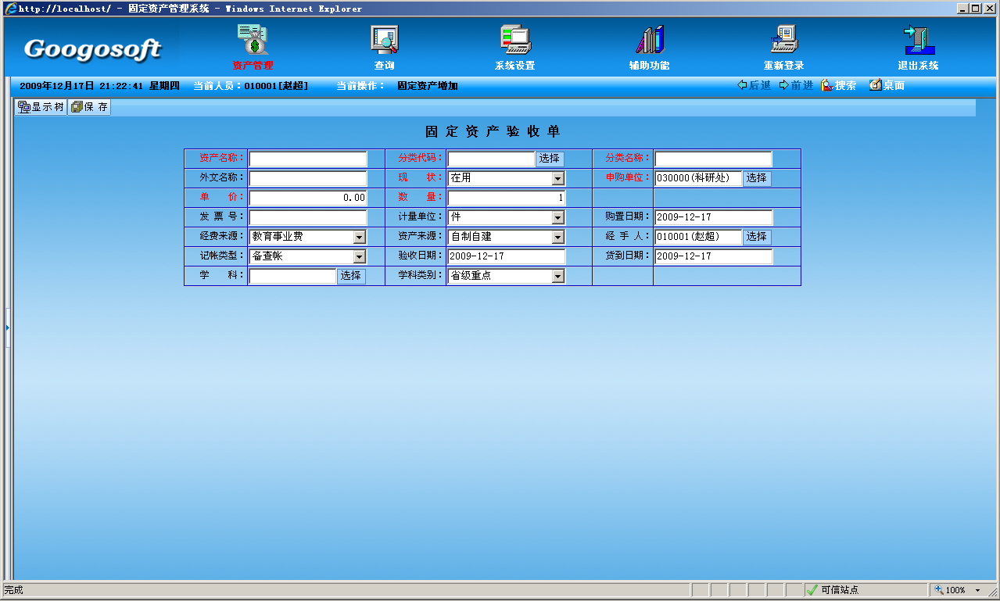 http://localhost/ - 固定资产管理系统 - Windows Internet Explorer
Googosoft
资产管理 查询 系统设置 辅助功能 重新登录 退出系统
2009年12月17日 21:22:41 星期四 当前人员：010001[赵超] 当前操作： 固定资产增加 后退 前进 搜索 桌面
显示树 保 存
固 定 资 产 验 收 单
资产名称： 分类代码： 选择 分类名称：
外文名称： 现 状： 在用 申购单位： 030000(科研处) 选择
单 价： 0.00 数 量： 1
发 票 号： 计量单位： 件 购置日期： 2009-12-17
经费来源： 教育事业费 资产来源： 自制自建 经 手 人： 010001(赵超) 选择
记帐类型： 备查帐 验收日期： 2009-12-17 货到日期： 2009-12-17
学 科： 选择 学科类别： 省级重点
完成 可信站点 100%